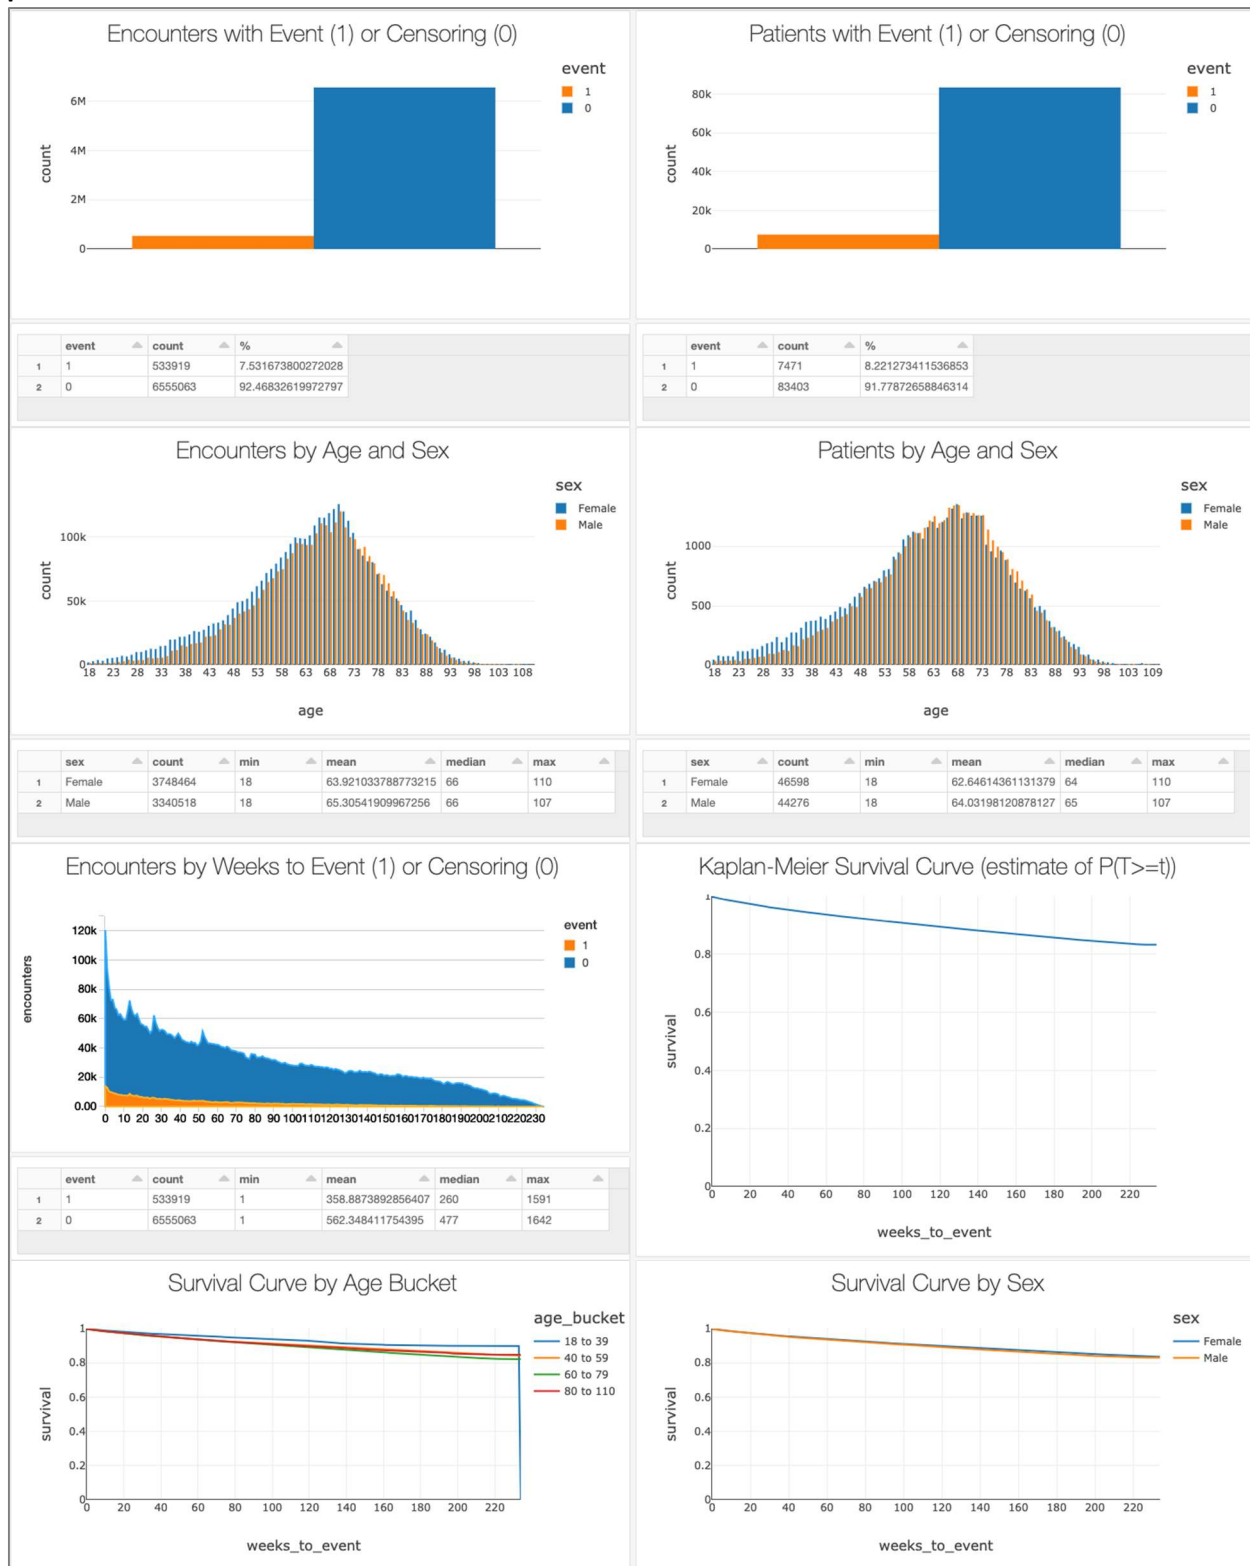 Encounters with Event (1) or Censoring (0)
event
1
0
6M
4M
2M
0
count
Patients with Event (1) or Censoring (0)
event
1
0
80k
60k
40k
20k
0
count
event count %
1 1 533919 7.531673800272028
2 0 6555063 92.46832619972797
event count %
1 1 7471 8.221273411536853
2 0 83403 91.77872658846314
Encounters by Age and Sex
sex
Female
Male
100k
50k
0
count
18 23 28 33 38 43 48 53 58 63 68 73 78 83 88 93 98 103 108
age
Patients by Age and Sex
sex
Female
Male
1000
500
0
count
18 23 28 33 38 43 48 53 58 63 68 73 78 83 88 93 98 103 109
age
sex count min mean median max
1 Female 3748464 18 63.921033788773215 66 110
2 Male 3340518 18 65.30541909967256 66 107
sex count min mean median max
1 Female 46598 18 62.64614361131379 64 110
2 Male 44276 18 64.03198120878127 65 107
Encounters by Weeks to Event (1) or Censoring (0)
event
1
0
120k
100k
80k
60k
40k
20k
0.00
encounters
0 10 20 30 40 50 60 70 80 90 100 110 120 130 140 150 160 170 180 190 200 210 220 230
event count min mean median max
1 1 533919 1 358.8873892856407 260 1591
2 0 6555063 1 562.348411754395 477 1642
Kaplan-Meier Survival Curve (estimate of P(T>=t))
1
0.8
0.6
0.4
0.2
0
survival
0 20 40 60 80 100 120 140 160 180 200 220
weeks_to_event
Survival Curve by Age Bucket
age_bucket
18 to 39
40 to 59
60 to 79
80 to 110
1
0.8
0.6
0.4
0.2
0
survival
0 20 40 60 80 100 120 140 160 180 200 220
weeks_to_event
Survival Curve by Sex
sex
Female
Male
1
0.8
0.6
0.4
0.2
0
survival
0 20 40 60 80 100 120 140 160 180 200 220
weeks_to_event